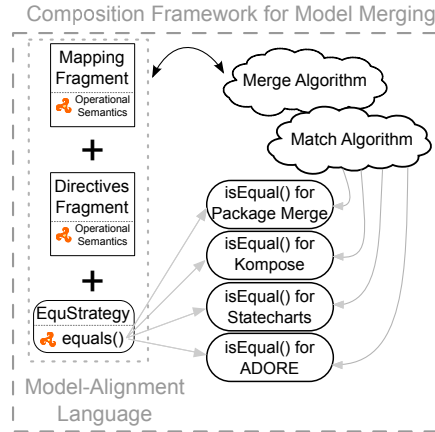 Composition Framework for Model Merging
Mapping
Fragment
Operational
Semantics
+
Directives
Fragment
Operational
Semantics
+
EquStrategy
equals()
Model-Alignment
Language
Merge Algorithm
Match Algorithm
isEqual() for
Package Merge
isEqual() for
Kompose
isEqual() for
Statecharts
isEqual() for
ADORE